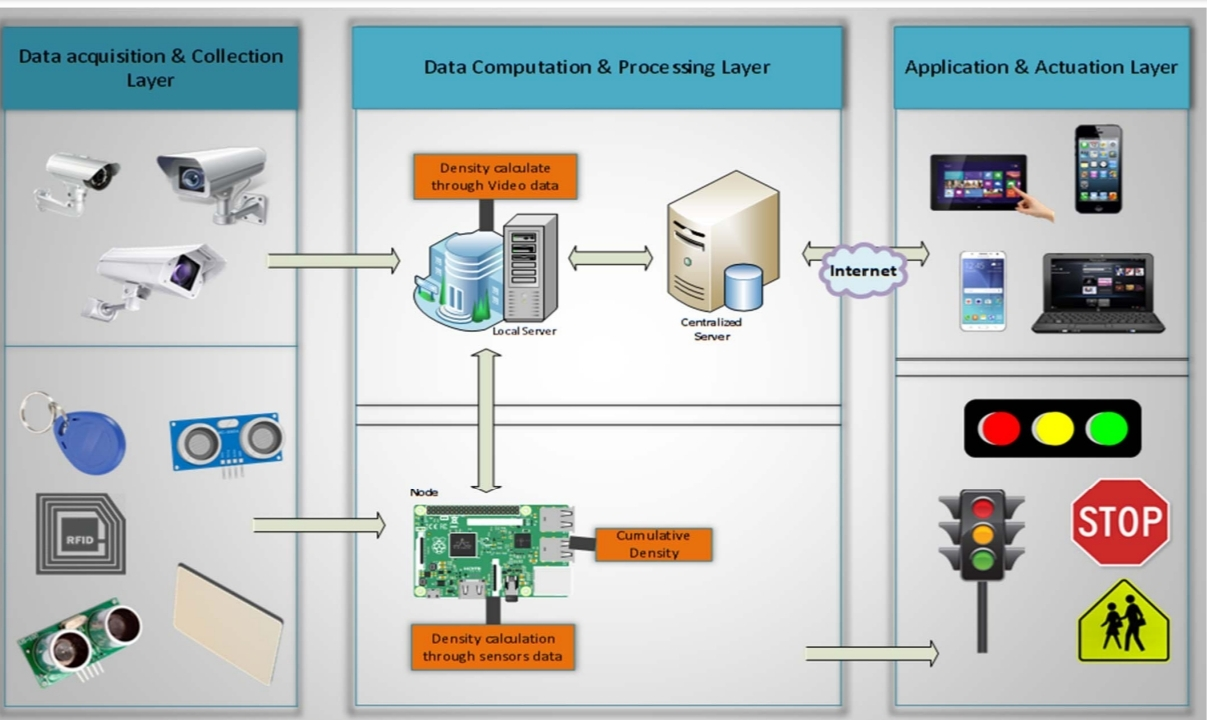 Data acquisition & Collection
Layer
Data Computation & Processing Layer
Application & Actuation Layer
Density calculate
through Video data
Local Server
Centralized
Server
Internet
Node
Cumulative
Density
RFID
Density calculation
through sensors data
STOP